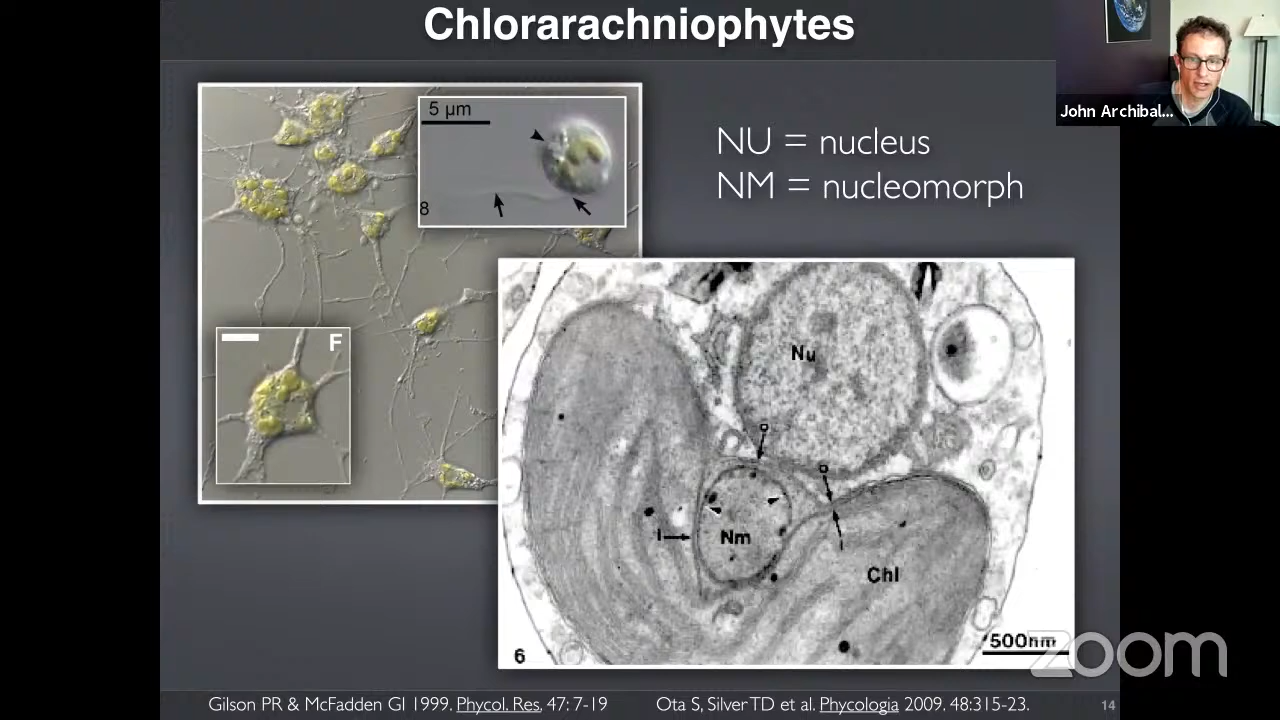 Chlorarachniophytes
John Archibal...
5 µm
8
NU = nucleus
NM = nucleomorph
F
Nu
o
o
I
Nm
i
Chl
500nm
6
zoom
Gilson PR & McFadden GI 1999. Phycol. Res. 47: 7-19
Ota S, Silver TD et al. Phycologia 2009. 48:315-23.
14